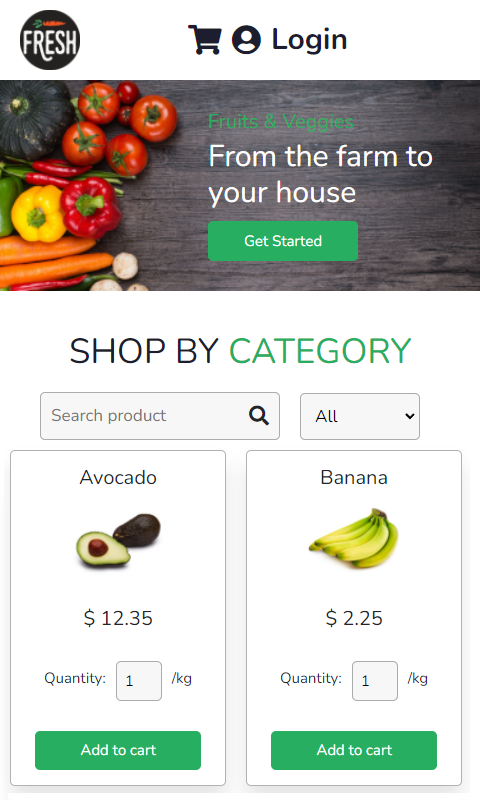 FRESH
Login
Fruits & Veggies
From the farm to
your house
Get Started
SHOP BY CATEGORY
Search product
All
Avocado
$ 12.35
Quantity: 1 /kg
Add to cart
Banana
$ 2.25
Quantity: 1 /kg
Add to cart